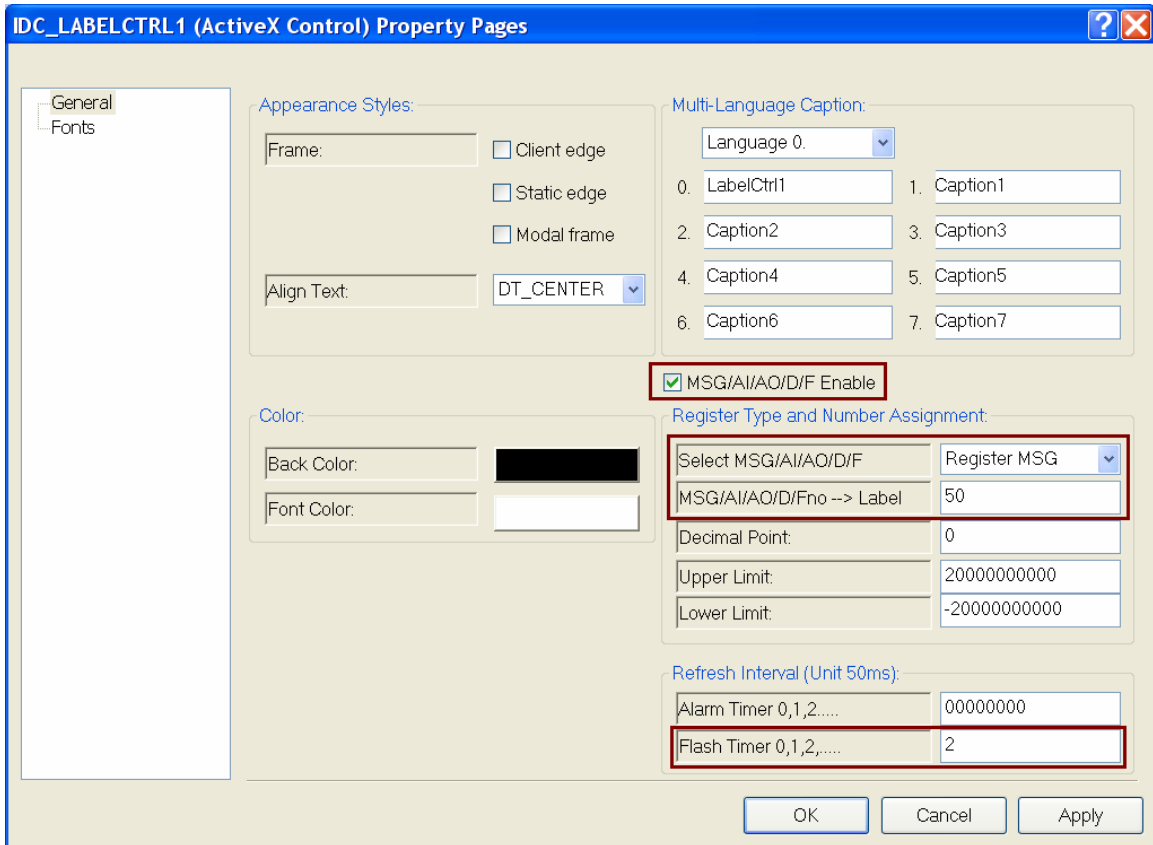 IDC_LABELCTRL1 (ActiveX Control) Property Pages
General
Fonts
Appearance Styles:
Frame:
Client edge
Static edge
Modal frame
Align Text:
DT_CENTER
Multi-Language Caption:
Language 0.
0. LabelCtrl1 1. Caption1
2. Caption2 3. Caption3
4. Caption4 5. Caption5
6. Caption6 7. Caption7
MSG/AI/AO/D/F Enable
Color:
Back Color:
Font Color:
Register Type and Number Assignment:
Select MSG/AI/AO/D/F Register MSG
MSG/AI/AO/D/Fno --> Label 50
Decimal Point: 0
Upper Limit: 20000000000
Lower Limit: -20000000000
Refresh Interval (Unit 50ms):
Alarm Timer 0,1,2..... 00000000
Flash Timer 0,1,2,..... 2
OK Cancel Apply